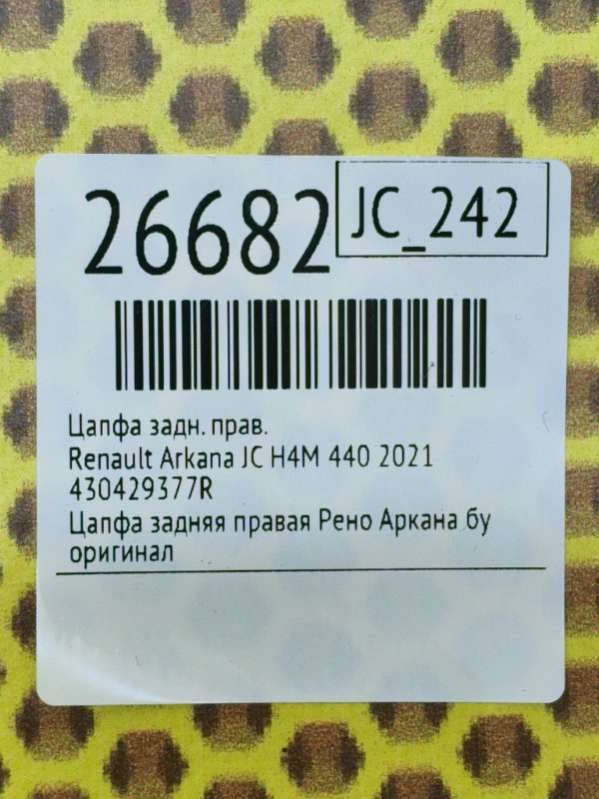 26682
JC_242
Цапфа задн. прав.
Renault Arkana JC H4M 440 2021
430429377R
Цапфа задняя правая Рено Аркана бу
оригинал